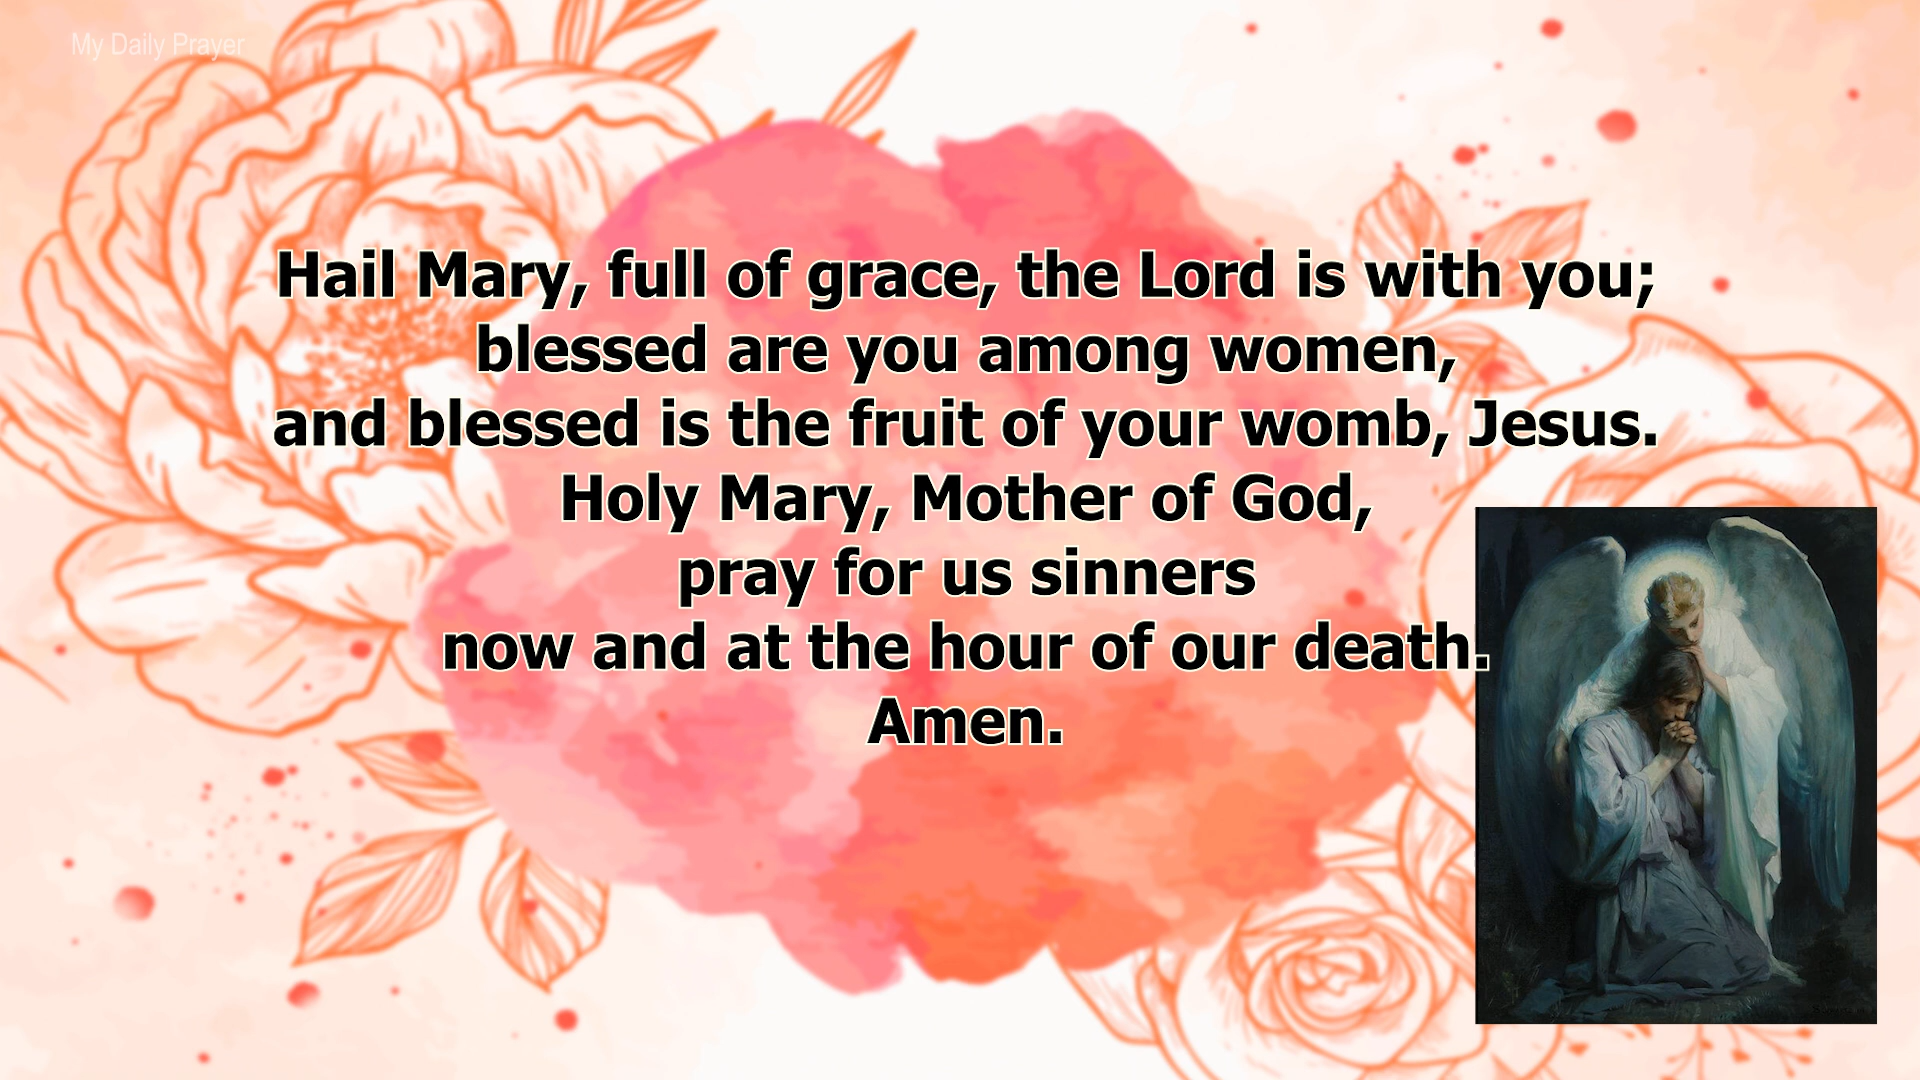 My Daily Prayer
Hail Mary, full of grace, the Lord is with you;
blessed are you among women,
and blessed is the fruit of your womb, Jesus.
Holy Mary, Mother of God,
pray for us sinners
now and at the hour of our death.
Amen.